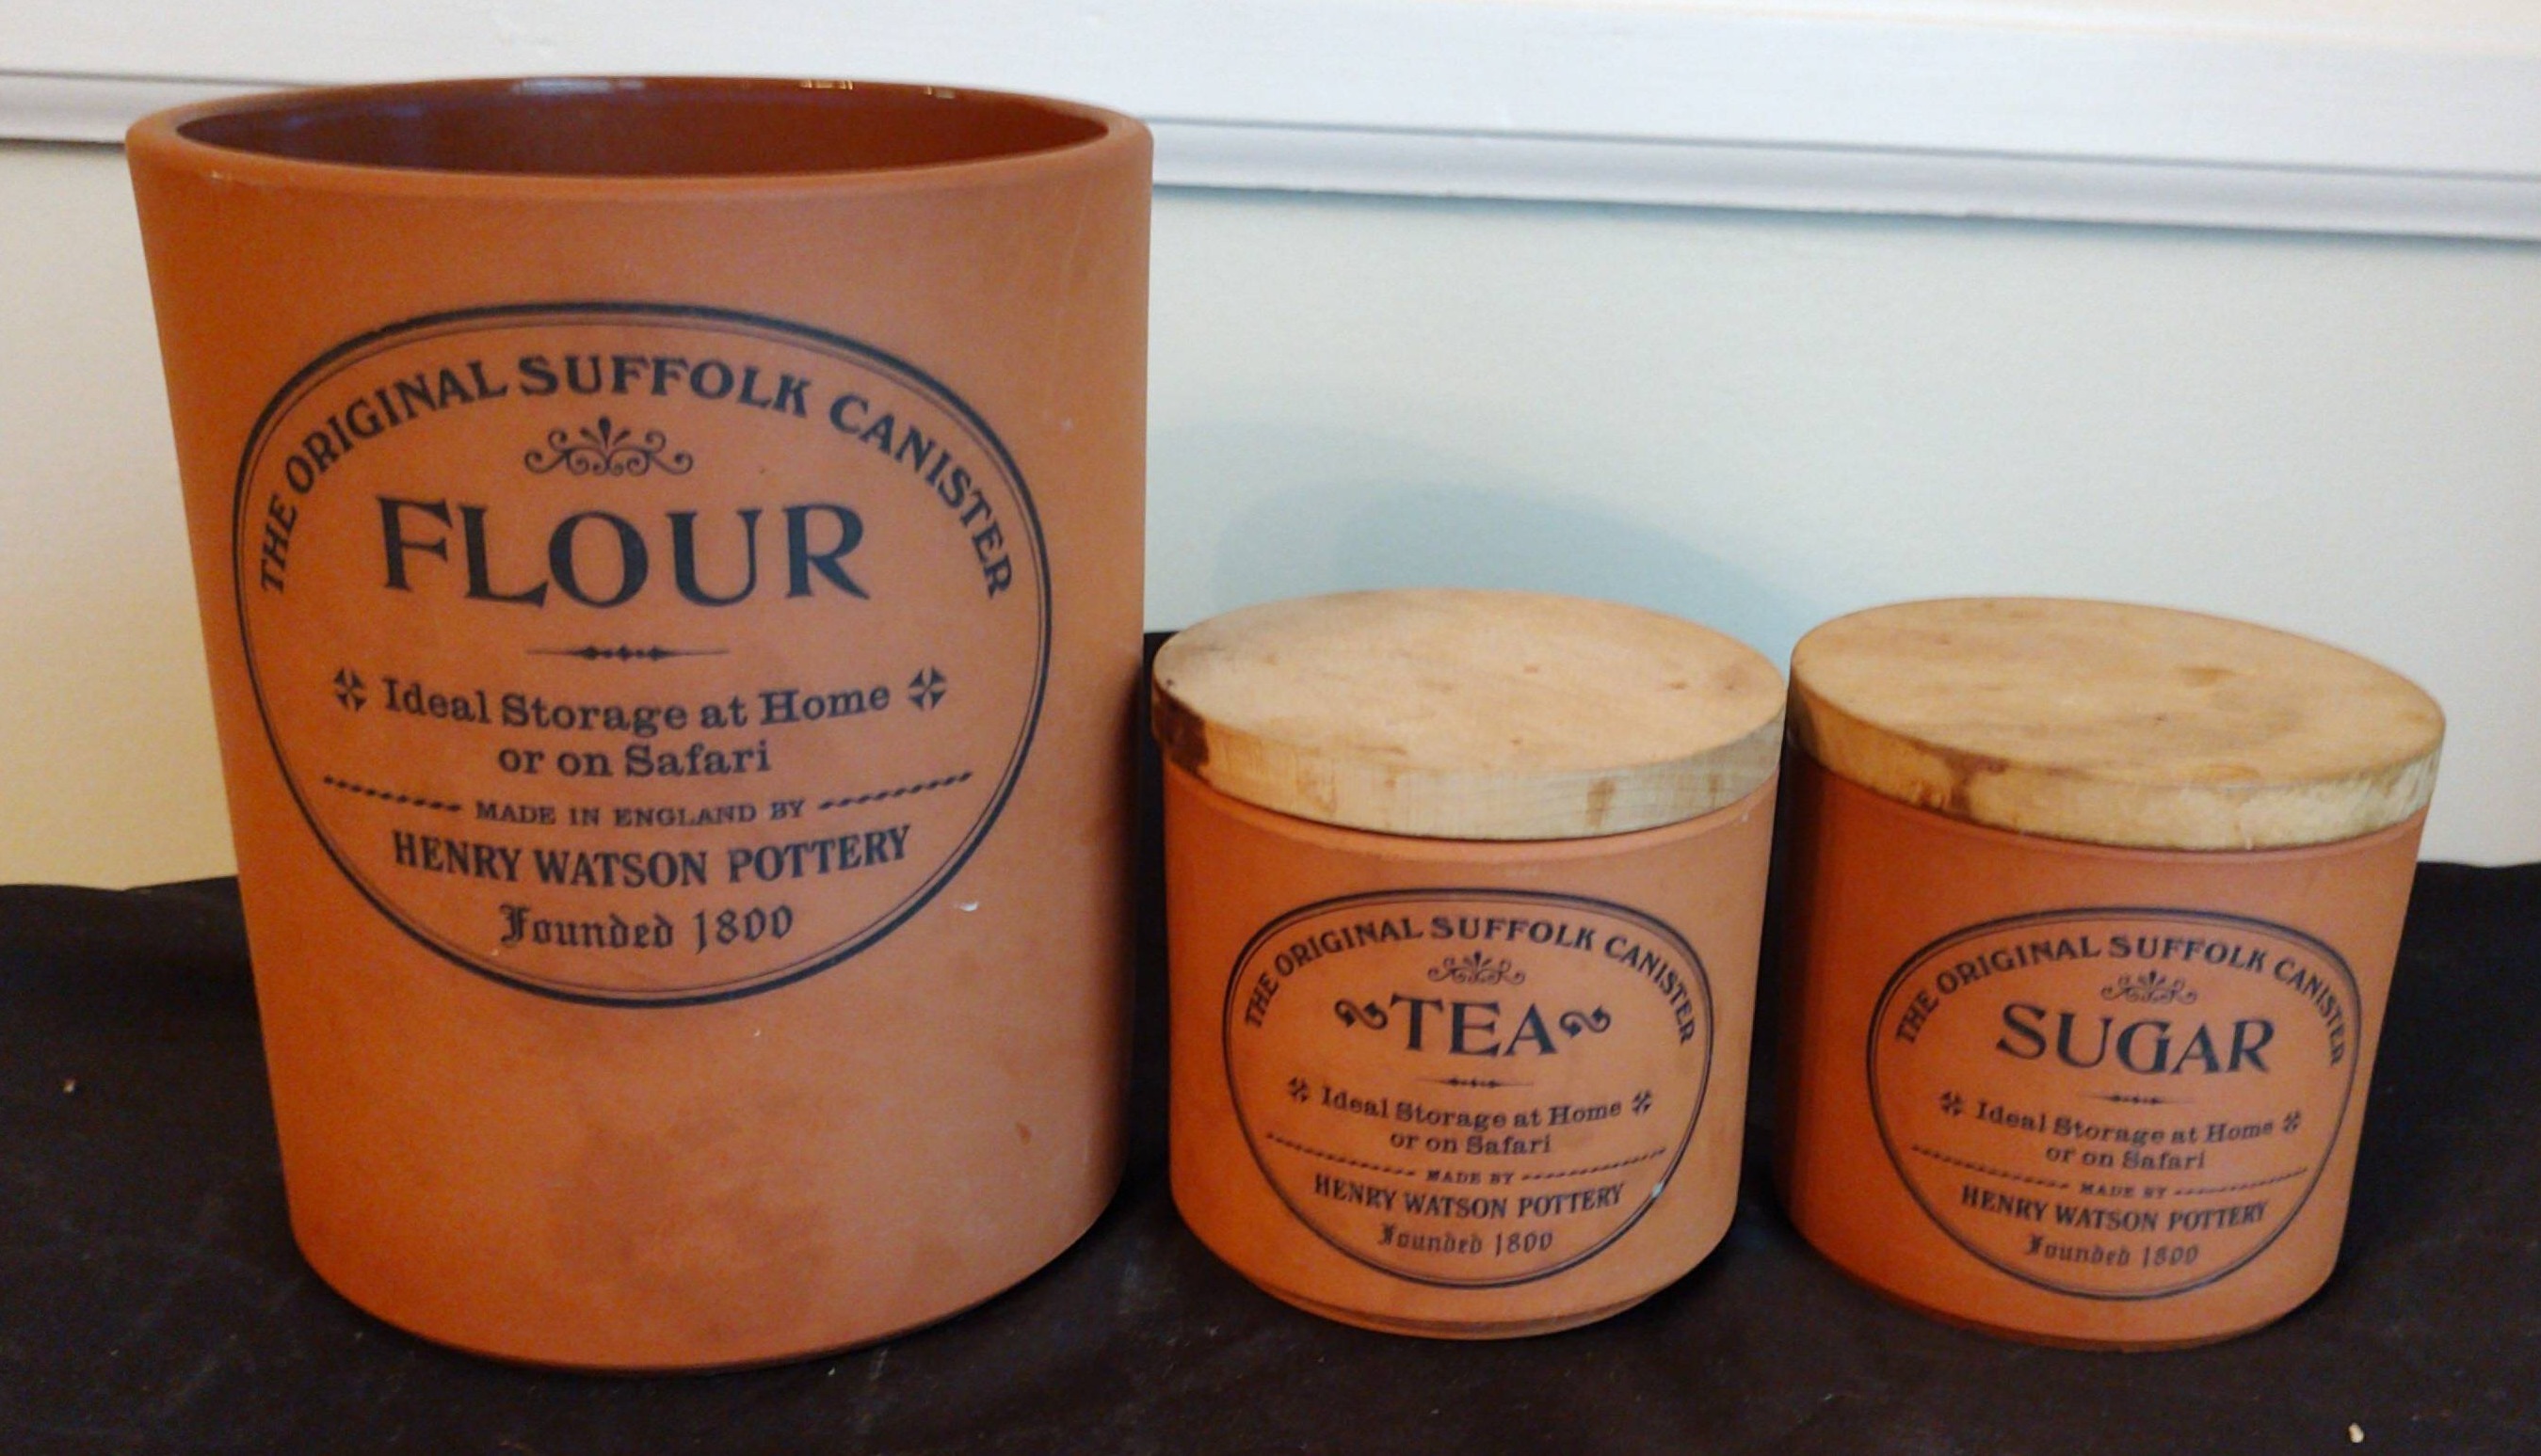 THE ORIGINAL SUFFOLK CANISTER
FLOUR
Ideal Storage at Home
or on Safari
MADE IN ENGLAND BY
HENRY WATSON POTTERY
Founded 1800
THE ORIGINAL SUFFOLK CANISTER
TEA
Ideal Storage at Home
or on Safari
MADE BY
HENRY WATSON POTTERY
Founded 1800
THE ORIGINAL SUFFOLK CANISTER
SUGAR
Ideal Storage at Home
or on Safari
MADE BY
HENRY WATSON POTTERY
Founded 1800